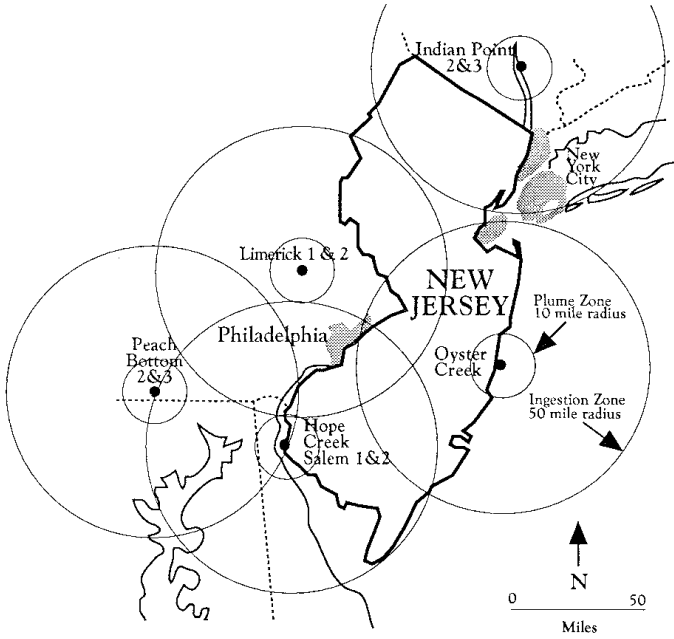 Indian Point
2&3
New
York
City
Limerick 1 & 2
NEW
JERSEY
Plume Zone
10 mile radius
Philadelphia
Peach
Bottom
2&3
Oyster
Creek
Ingestion Zone
50 mile radius
Hope
Creek
Salem 1&2
N
0 50
Miles